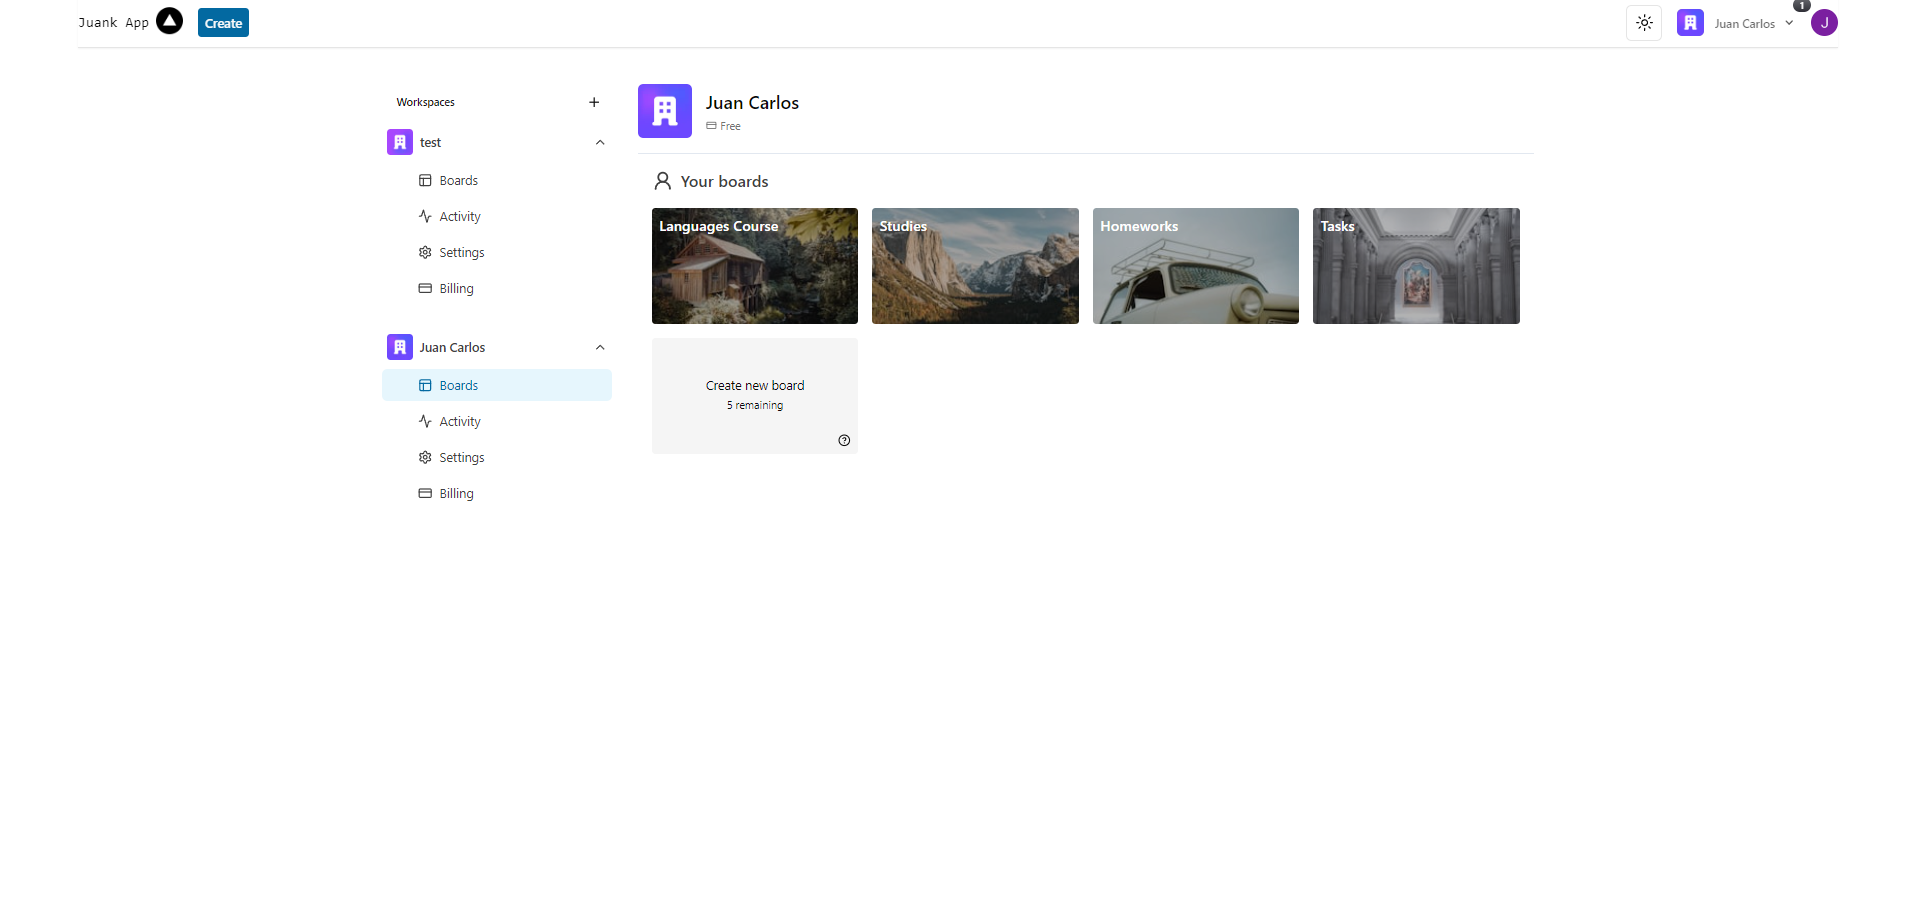 Juank App
Create
1
Juan Carlos
J
Workspaces
test
Boards
Activity
Settings
Billing
Juan Carlos
Boards
Activity
Settings
Billing
Juan Carlos
Free
Your boards
Languages Course
Studies
Homeworks
Tasks
Create new board
5 remaining